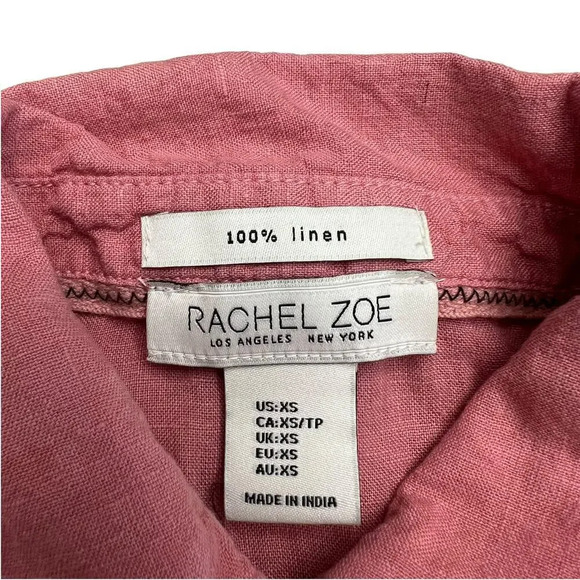 100% linen
RACHEL ZOE
LOS ANGELES NEW YORK
US:XS
CA:XS/TP
UK:XS
EU:XS
AU:XS
MADE IN INDIA